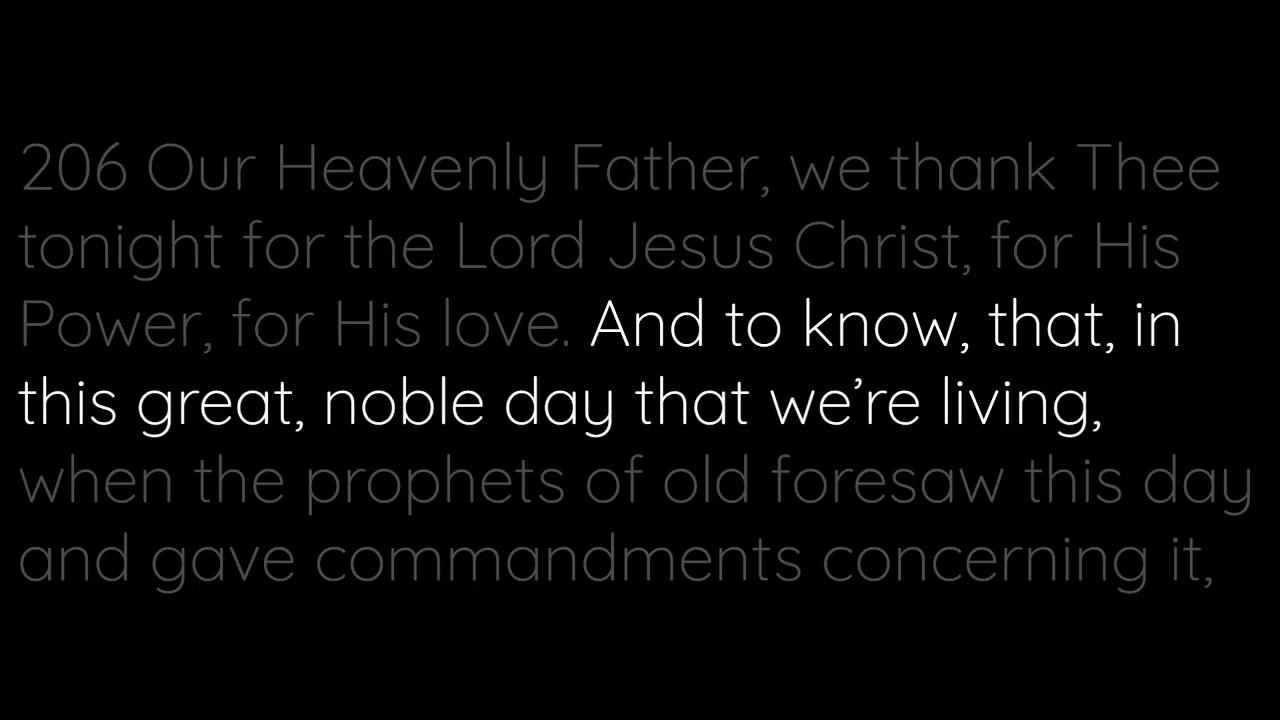 206 Our Heavenly Father, we thank Thee
tonight for the Lord Jesus Christ, for His
Power, for His love. And to know, that, in
this great, noble day that we’re living,
when the prophets of old foresaw this day
and gave commandments concerning it,